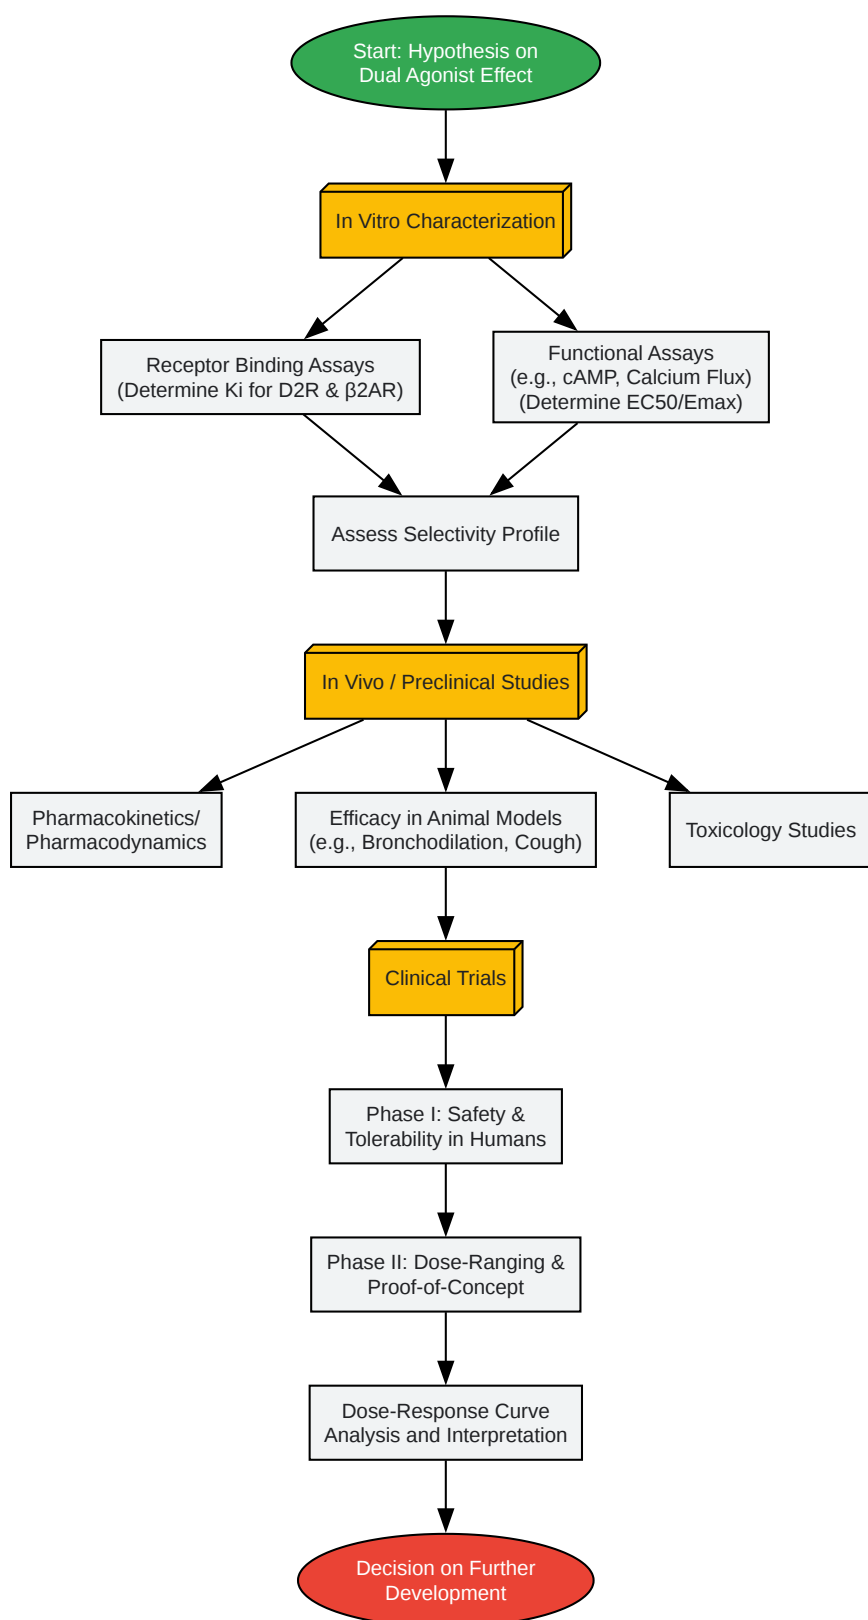 Start: Hypothesis on
Dual Agonist Effect
In Vitro Characterization
Receptor Binding Assays
(Determine Ki for D2R & β2AR)
Functional Assays
(e.g., cAMP, Calcium Flux)
(Determine EC50/Emax)
Assess Selectivity Profile
In Vivo / Preclinical Studies
Pharmacokinetics/
Pharmacodynamics
Efficacy in Animal Models
(e.g., Bronchodilation, Cough)
Toxicology Studies
Clinical Trials
Phase I: Safety &
Tolerability in Humans
Phase II: Dose-Ranging &
Proof-of-Concept
Dose-Response Curve
Analysis and Interpretation
Decision on Further
Development